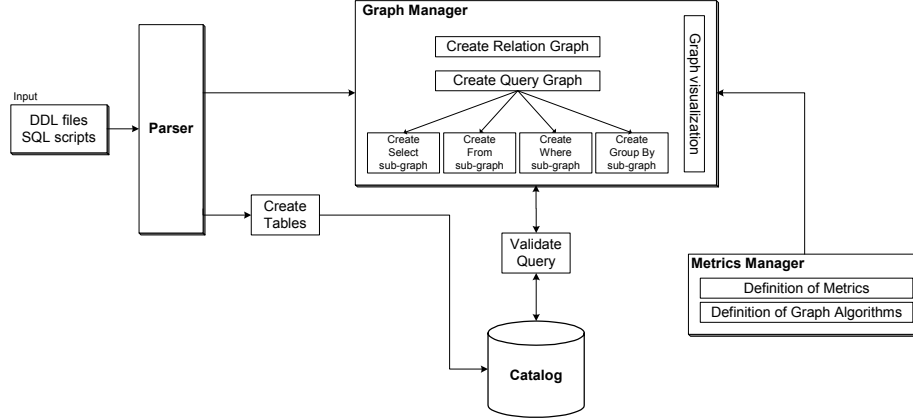 Graph Manager
Create Relation Graph
Create Query Graph
Create
Select
sub-graph
Create
From
sub-graph
Create
Where
sub-graph
Create
Group By
sub-graph
Graph visualization
Input
DDL files
SQL scripts
Parser
Create
Tables
Validate
Query
Metrics Manager
Definition of Metrics
Definition of Graph Algorithms
Catalog